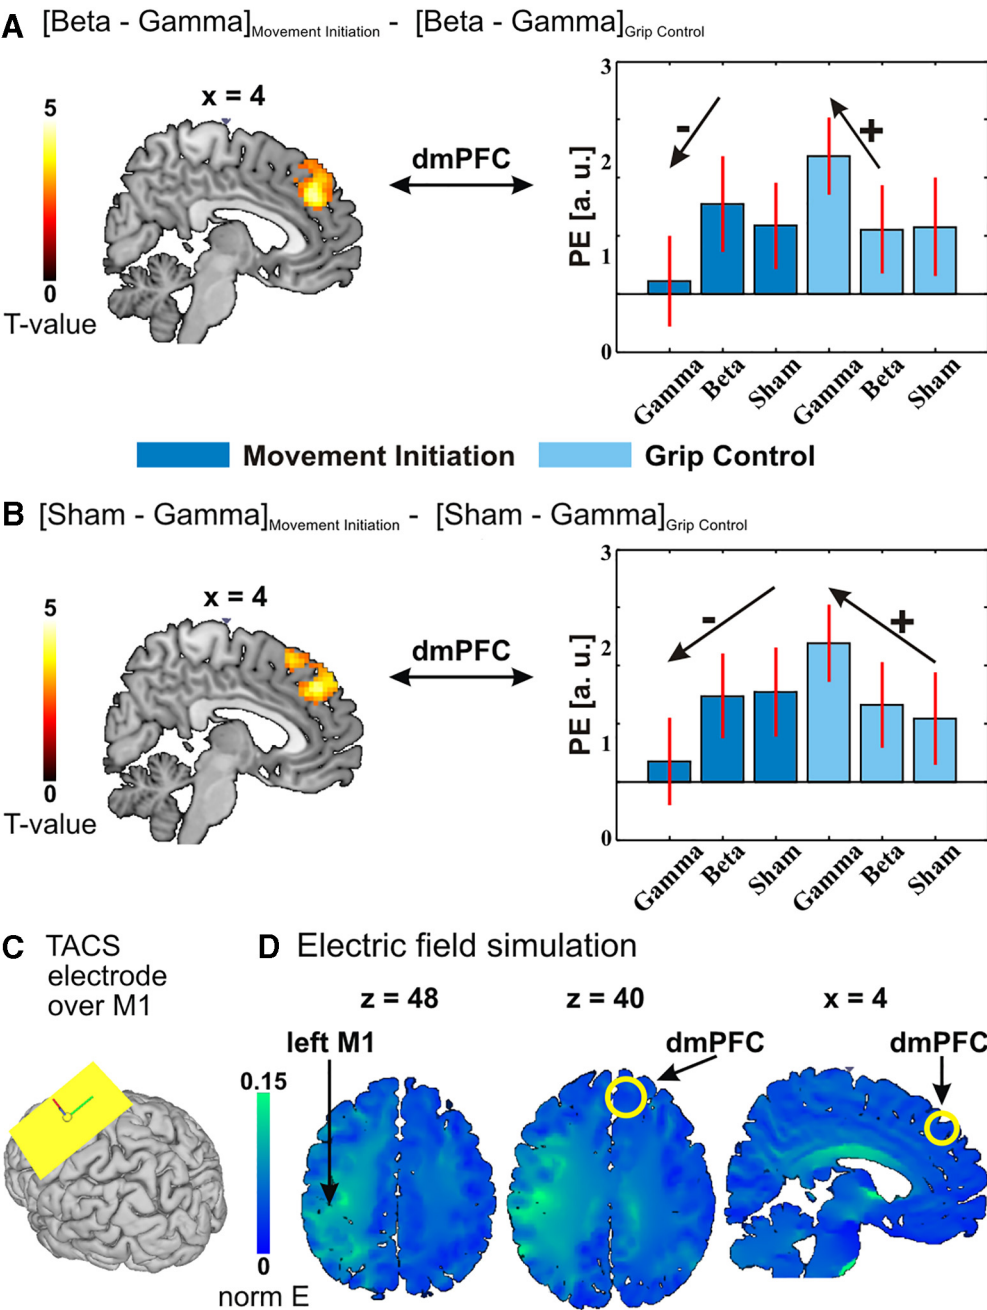 A [Beta - Gamma]Movement Initiation - [Beta - Gamma]Grip Control
x = 4
5
0
T-value
dmPFC
PE [a. u.]
3
2
1
0
-
+
Gamma
Beta
Sham
Gamma
Beta
Sham
Movement Initiation
Grip Control
B [Sham - Gamma]Movement Initiation - [Sham - Gamma]Grip Control
x = 4
5
0
T-value
dmPFC
PE [a. u.]
3
2
1
0
-
+
Gamma
Beta
Sham
Gamma
Beta
Sham
C TACS
electrode
over M1
D Electric field simulation
z = 48
z = 40
x = 4
left M1
dmPFC
dmPFC
0.15
0
norm E